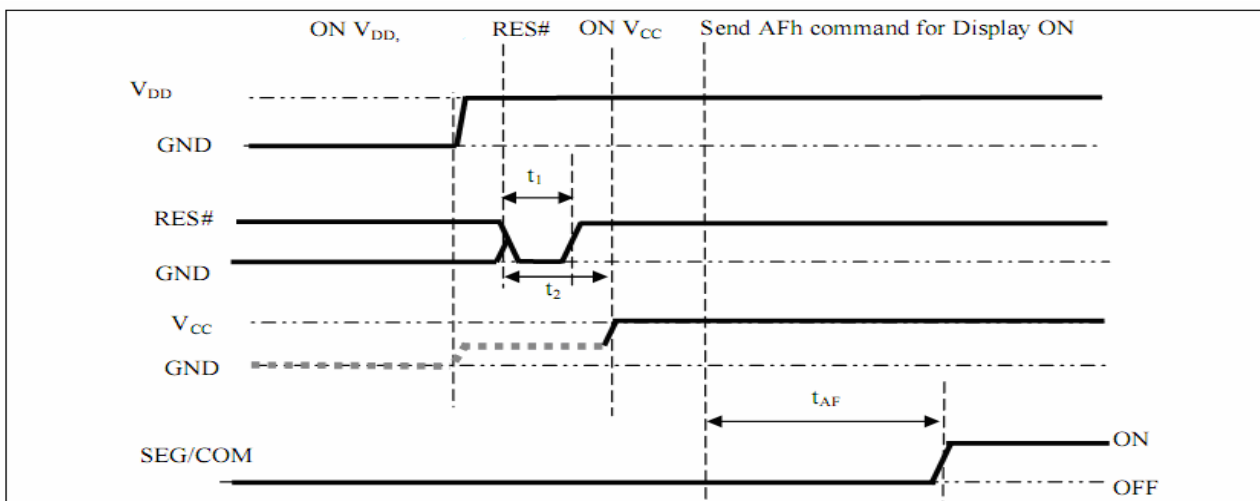 ON VDD, RES# ON VCC Send AFh command for Display ON
VDD
GND
t1
RES#
GND
t2
VCC
GND
tAF
SEG/COM
ON
OFF